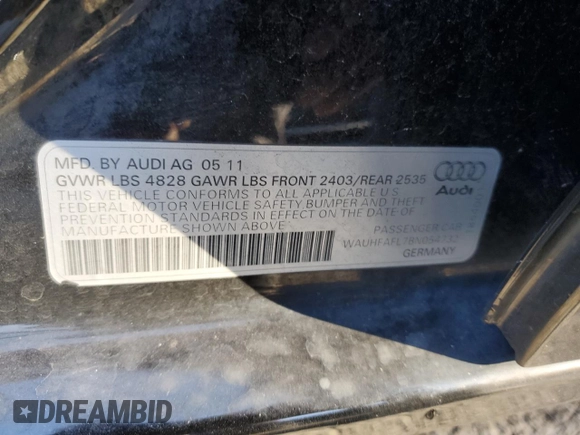 MFD. BY AUDI AG 05 11
GVWR LBS 4828 GAWR LBS FRONT 2403/REAR 2535
THIS VEHICLE CONFORMS TO ALL APPLICABLE U S
FEDERAL MOTOR VEHICLE SAFETY, BUMPER AND THEFT
PREVENTION STANDARDS IN EFFECT ON THE DATE OF
MANUFACTURE SHOWN ABOVE
Audi
PASSENGER CAR
GERMANY
DREAMBID